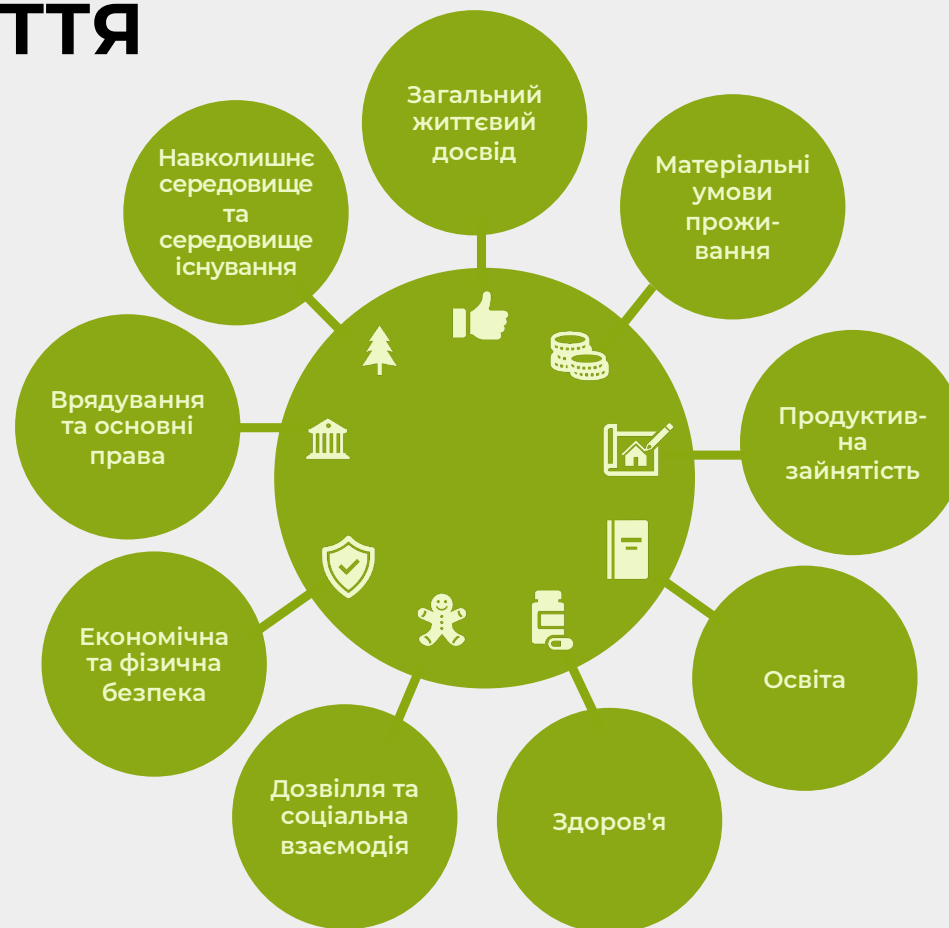 ТТЯ
Загальний
життєвий
досвід
Матеріальні
умови
прожи-
вання
Продуктив-
на
зайнятість
Освіта
Здоров'я
Дозвілля та
соціальна
взаємодія
Економічна
та фізична
безпека
Врядування
та основні
права
Навколишнє
середовище
та
середовище
існування